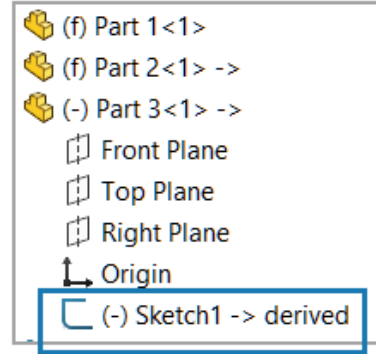 (f) Part 1<1>
(f) Part 2<1> ->
(-) Part 3<1> ->
Front Plane
Top Plane
Right Plane
Origin
(-) Sketch1 -> derived